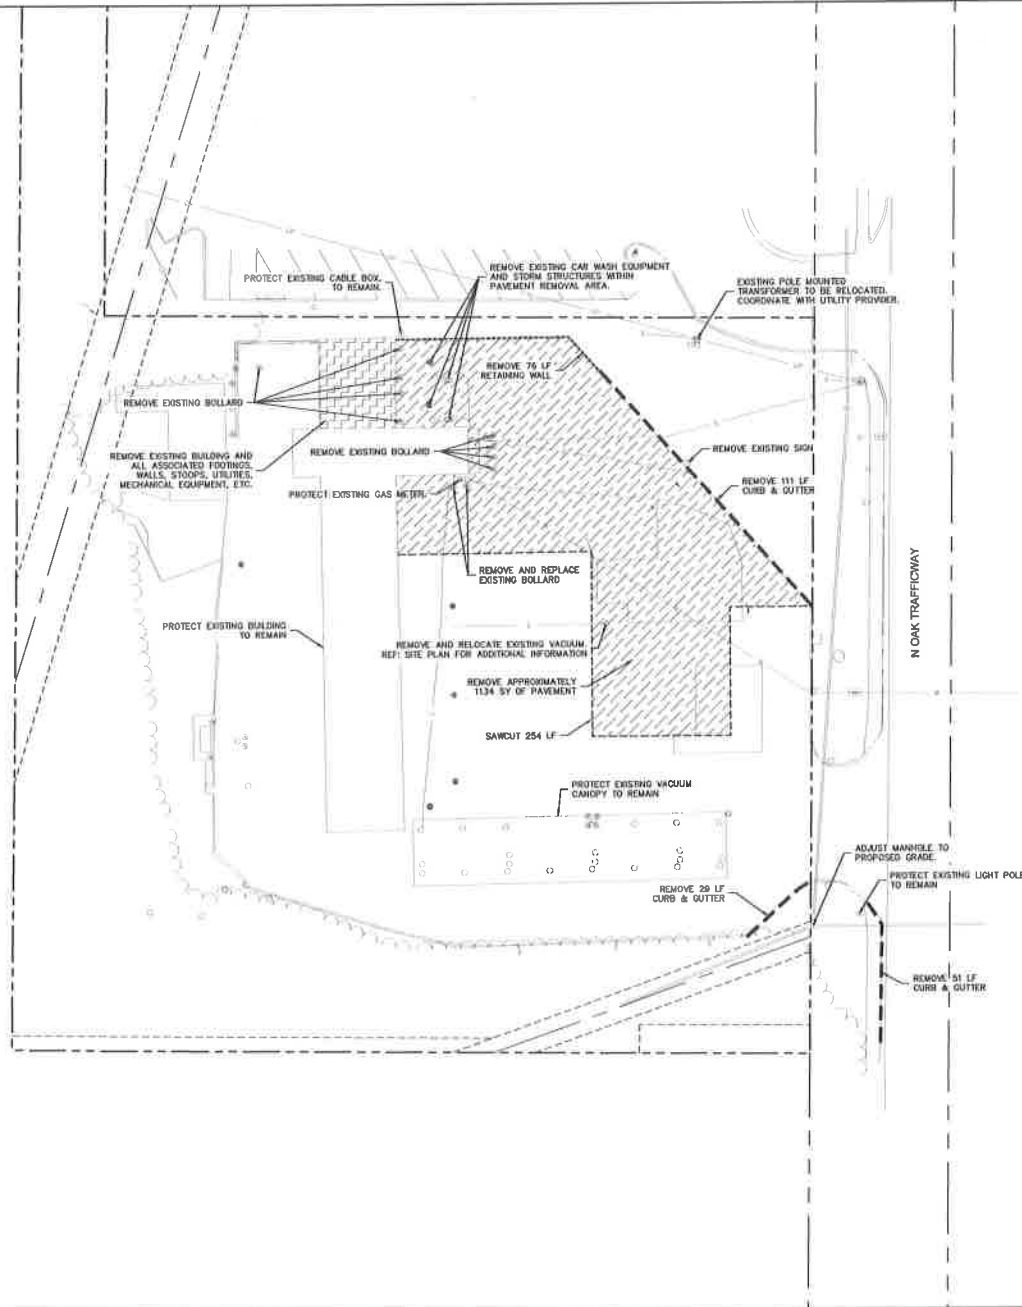 PROTECT EXISTING CABLE BOX.
TO REMAIN.
REMOVE EXISTING CAR WASH EQUIPMENT
AND STORM STRUCTURES WITHIN
PAVEMENT REMOVAL AREA.
EXISTING POLE MOUNTED
TRANSFORMER TO BE RELOCATED.
COORDINATE WITH UTILITY PROVIDER.
REMOVE 76 LF
RETAINING WALL
REMOVE EXISTING BOLLARD
REMOVE EXISTING BUILDING AND
ALL ASSOCIATED FOOTINGS,
WALLS, STOOPS, UTILITIES,
MECHANICAL EQUIPMENT, ETC.
REMOVE EXISTING BOLLARD
REMOVE EXISTING SIGN
PROTECT EXISTING GAS METER.
REMOVE 111 LF
CURB & GUTTER
REMOVE AND REPLACE
EXISTING BOLLARD
N OAK TRAFFICWAY
PROTECT EXISTING BUILDING
TO REMAIN
REMOVE AND RELOCATE EXISTING VACUUM.
REF: SITE PLAN FOR ADDITIONAL INFORMATION
REMOVE APPROXIMATELY
1134 SY OF PAVEMENT
SAWCUT 254 LF
PROTECT EXISTING VACUUM
CANOPY TO REMAIN
ADJUST MANHOLE TO
PROPOSED GRADE.
PROTECT EXISTING LIGHT POLE
TO REMAIN
REMOVE 29 LF
CURB & GUTTER
REMOVE 51 LF
CURB & GUTTER